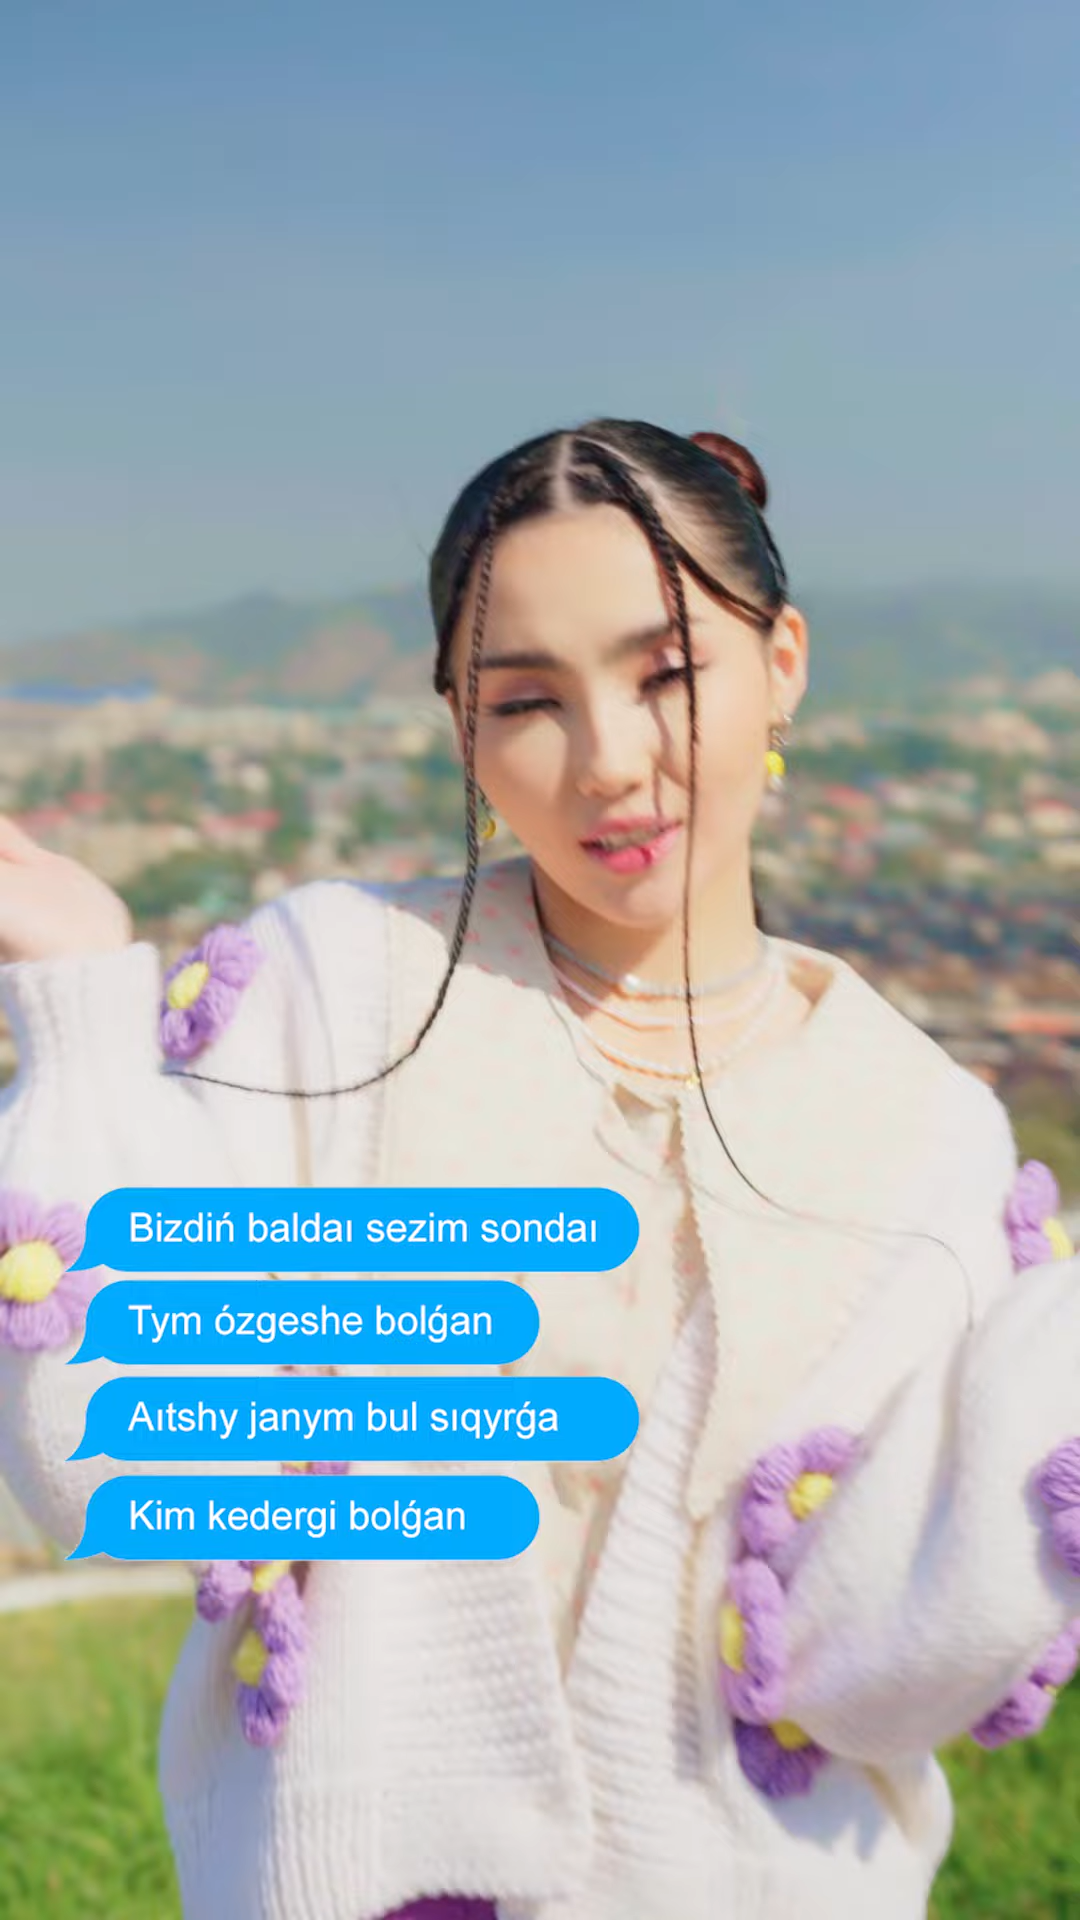 Bizdiń baldaı sezim sondaı
Tym ózgeshe bolǵan
Aıtshy janym bul sıqyrǵa
Kim kedergi bolǵan